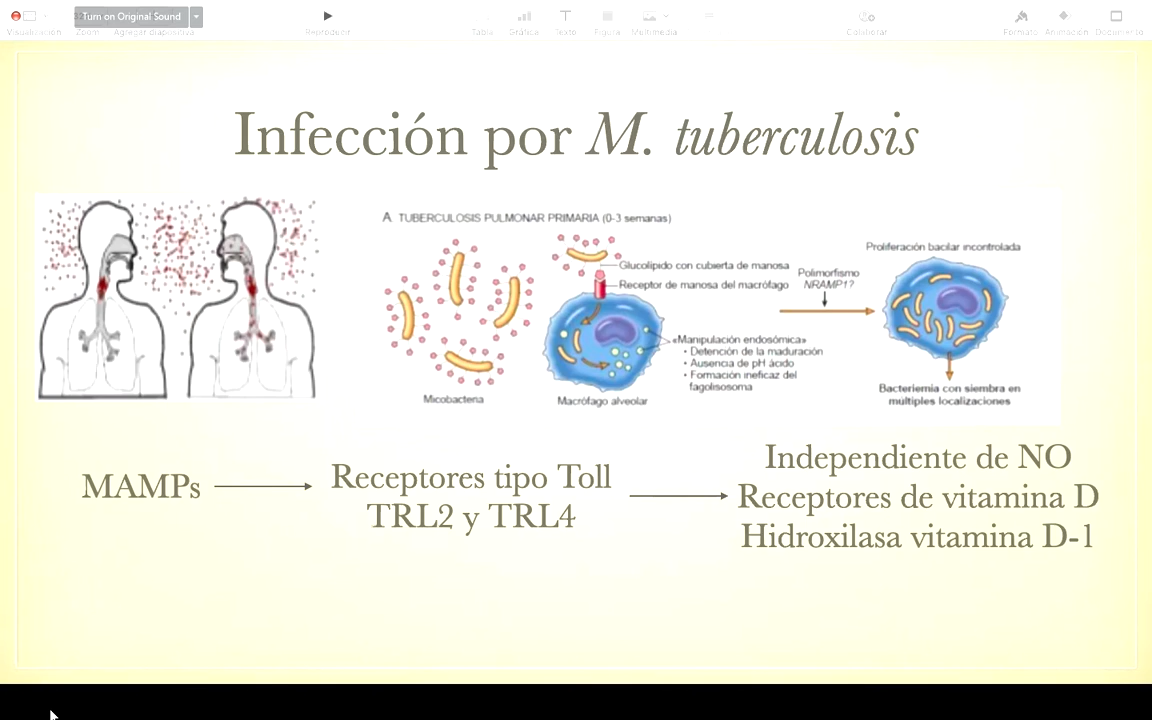 Turn on Original Sound
Visualización Zoom Agregar diapositiva Reproducir Tabla Gráfica Texto Figura Multimedia Colaborar Formato Animación Documento
Infección por M. tuberculosis
A TUBERCULOSIS PULMONAR PRIMARIA (0-3 semanas)
Glucolípido con cubierta de manosa
Receptor de manosa del macrófago
«Manipulación endosómica»
• Detención de la maduración
• Ausencia de pH ácido
• Formación ineficaz del
fagolisosoma
Micobacteria
Macrófago alveolar
Polimorfismo
NRAMP1?
Proliferación bacilar incontrolada
Bacteriemia con siembra en
múltiples localizaciones
MAMPs
Receptores tipo Toll
TRL2 y TRL4
Independiente de NO
Receptores de vitamina D
Hidroxilasa vitamina D-1